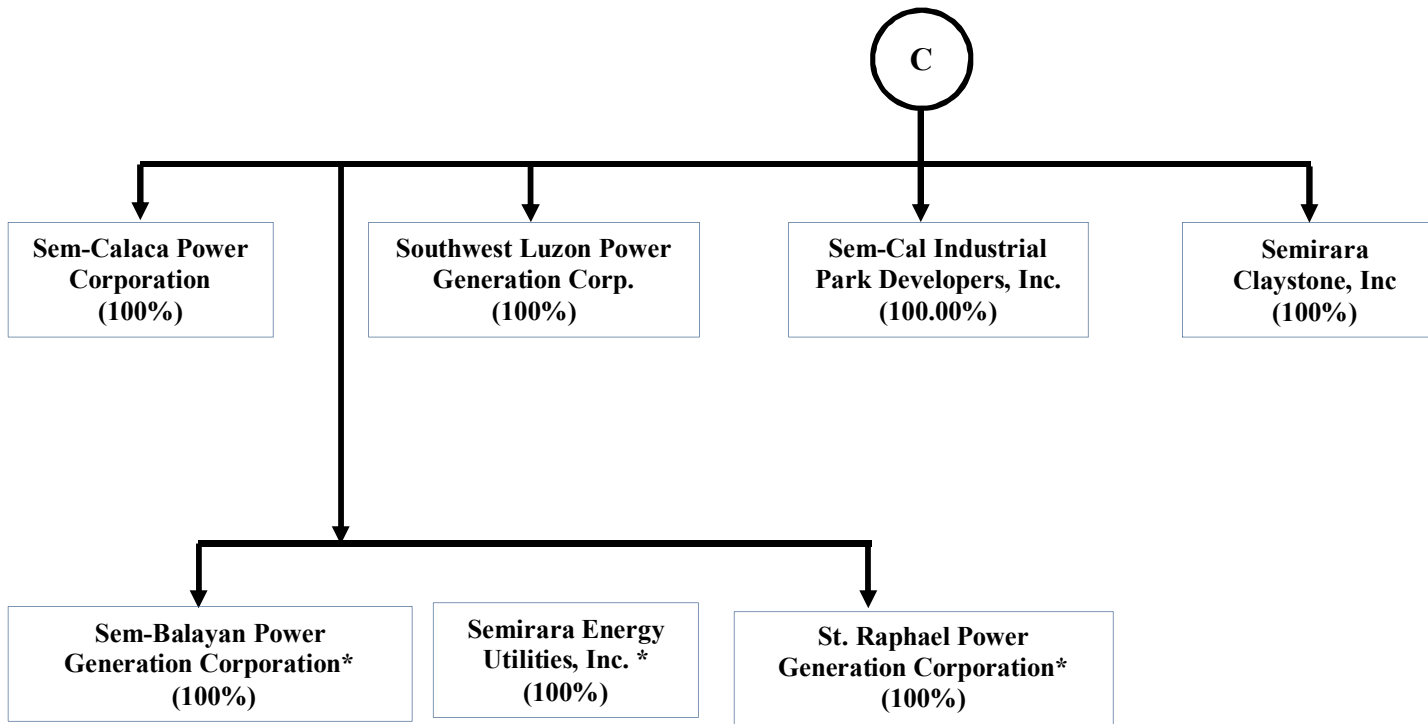 C
Sem-Calaca Power
Corporation
(100%)
Southwest Luzon Power
Generation Corp.
(100%)
Sem-Cal Industrial
Park Developers, Inc.
(100.00%)
Semirara
Claystone, Inc
(100%)
Sem-Balayan Power
Generation Corporation*
(100%)
Semirara Energy
Utilities, Inc. *
(100%)
St. Raphael Power
Generation Corporation*
(100%)